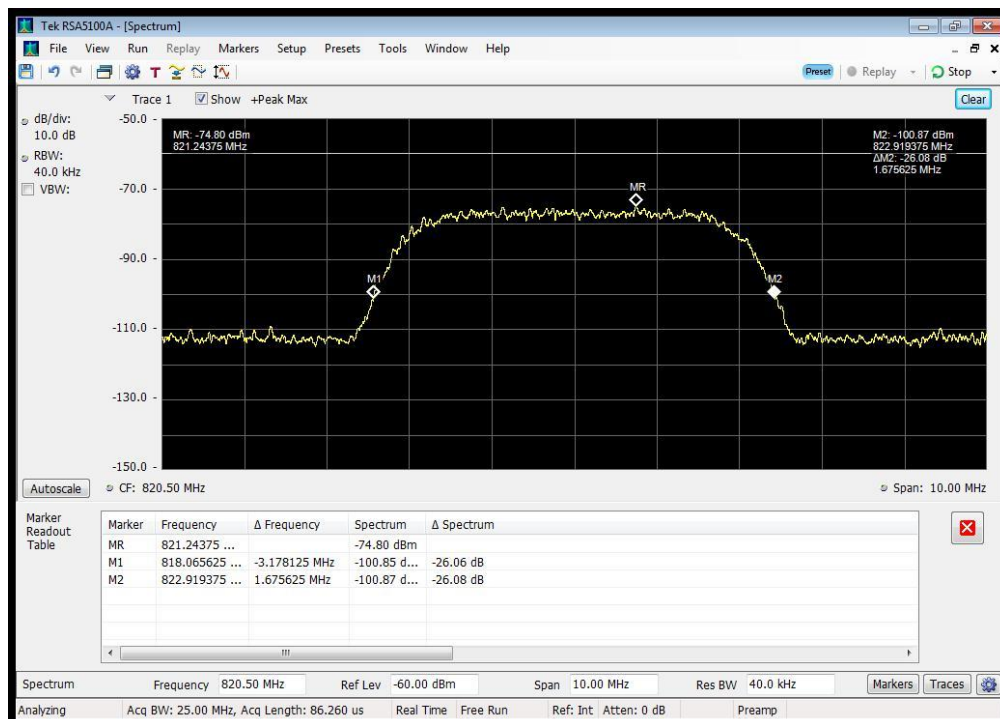 Tek RSA5100A - [Spectrum]
File View Run Replay Markers Setup Presets Tools Window Help
T Preset Replay Stop
Trace 1 Show +Peak Max Clear
dB/div:
10.0 dB
RBW:
40.0 kHz
VBW:
-50.0
-70.0
-90.0
-110.0
-130.0
-150.0
MR: -74.80 dBm
821.24375 MHz
M2: -100.87 dBm
822.919375 MHz
ΔM2: -26.08 dB
1.675625 MHz
MR
M1
M2
Autoscale CF: 820.50 MHz Span: 10.00 MHz
Marker
Readout
Table
Marker Frequency Δ Frequency Spectrum Δ Spectrum
MR 821.24375 ... -74.80 dBm
M1 818.065625 ... -3.178125 MHz -100.85 d... -26.06 dB
M2 822.919375 ... 1.675625 MHz -100.87 d... -26.08 dB
Spectrum Frequency 820.50 MHz Ref Lev -60.00 dBm Span 10.00 MHz Res BW 40.0 kHz Markers Traces
Analyzing Acq BW: 25.00 MHz, Acq Length: 86.260 us Real Time Free Run Ref: Int Atten: 0 dB Preamp